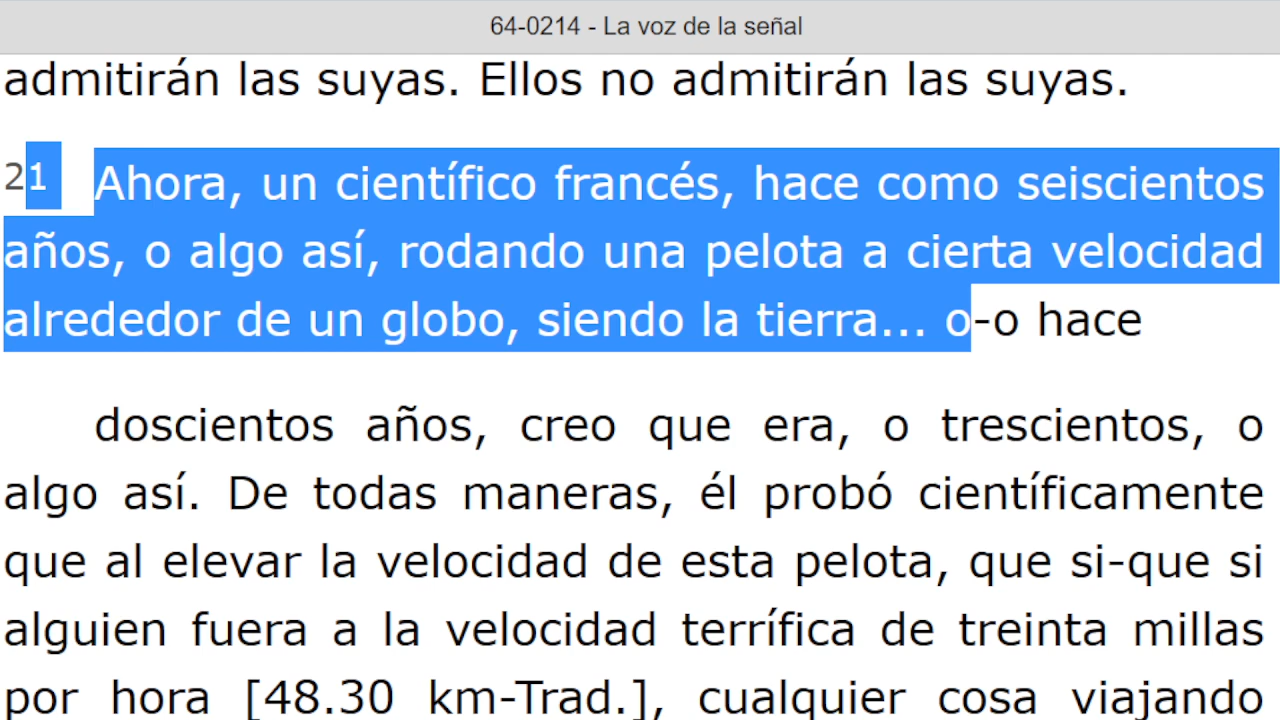 64-0214 - La voz de la señal
admitirán las suyas. Ellos no admitirán las suyas.
21 Ahora, un científico francés, hace como seiscientos
años, o algo así, rodando una pelota a cierta velocidad
alrededor de un globo, siendo la tierra... o-o hace
doscientos años, creo que era, o trescientos, o
algo así. De todas maneras, él probó científicamente
que al elevar la velocidad de esta pelota, que si-que si
alguien fuera a la velocidad terrífica de treinta millas
por hora [48.30 km-Trad.], cualquier cosa viajando